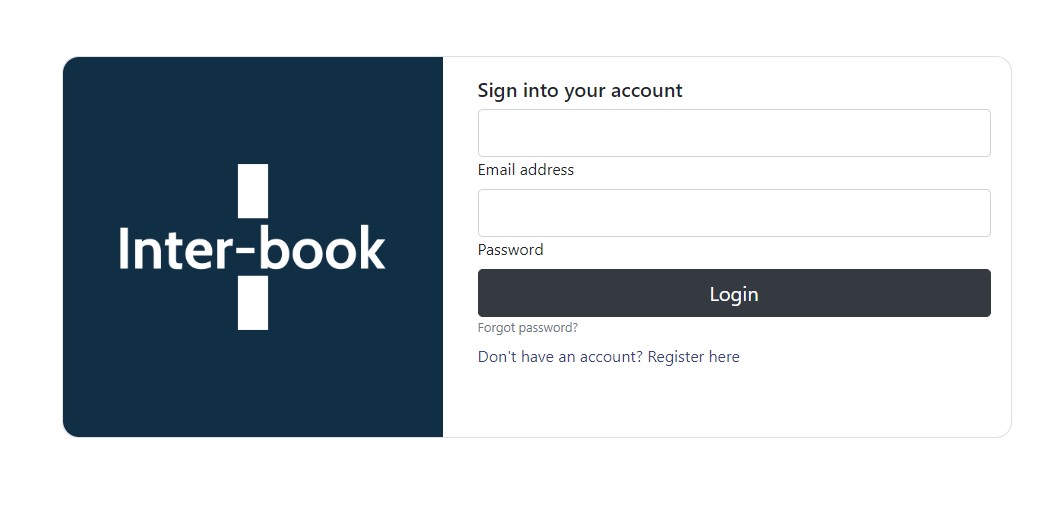 Inter-book
Sign into your account
Email address
Password
Login
Forgot password?
Don't have an account? Register here